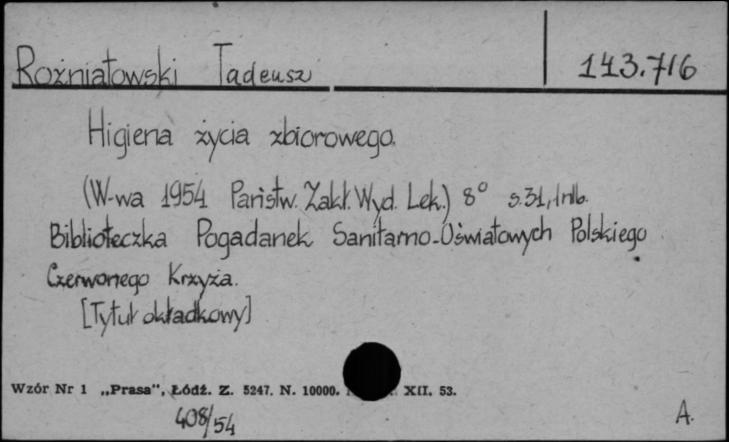 Rożniatowski Tadeusz 143.716
Higiena życia zbiorowego.
(W-wa 1954 Państw. Zakł. Wyd. Lek.) 8° s. 31, 1 nlb.
Biblioteczka Pogadanek Sanitarno-Oświatowych Polskiego
Czerwonego Krzyża.
[Tytuł okładkowy]
Wzór Nr 1 „Prasa”, Łódź. Z. 5247. N. 10000. XII. 53.
408/54
A.